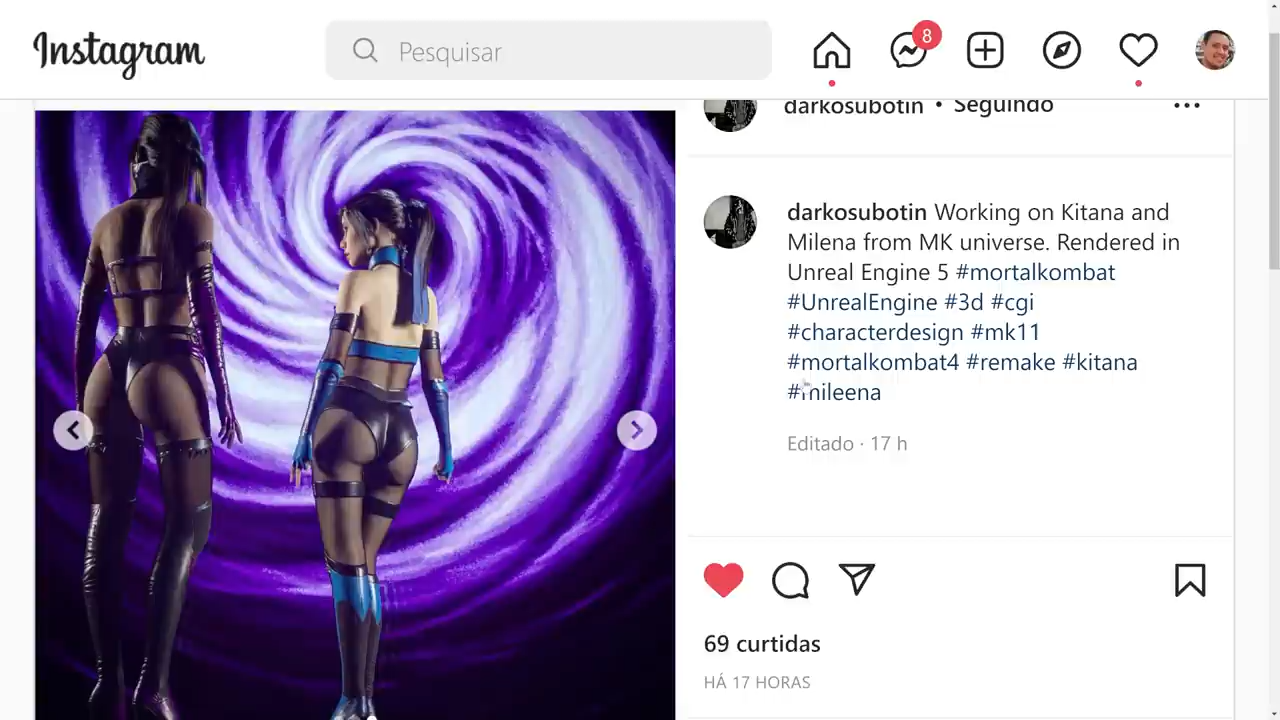 Instagram
Pesquisar
8
darkosubotin • Seguindo
darkosubotin Working on Kitana and
Milena from MK universe. Rendered in
Unreal Engine 5 #mortalkombat
#UnrealEngine #3d #cgi
#characterdesign #mk11
#mortalkombat4 #remake #kitana
#mileena
Editado · 17 h
69 curtidas
HÁ 17 HORAS